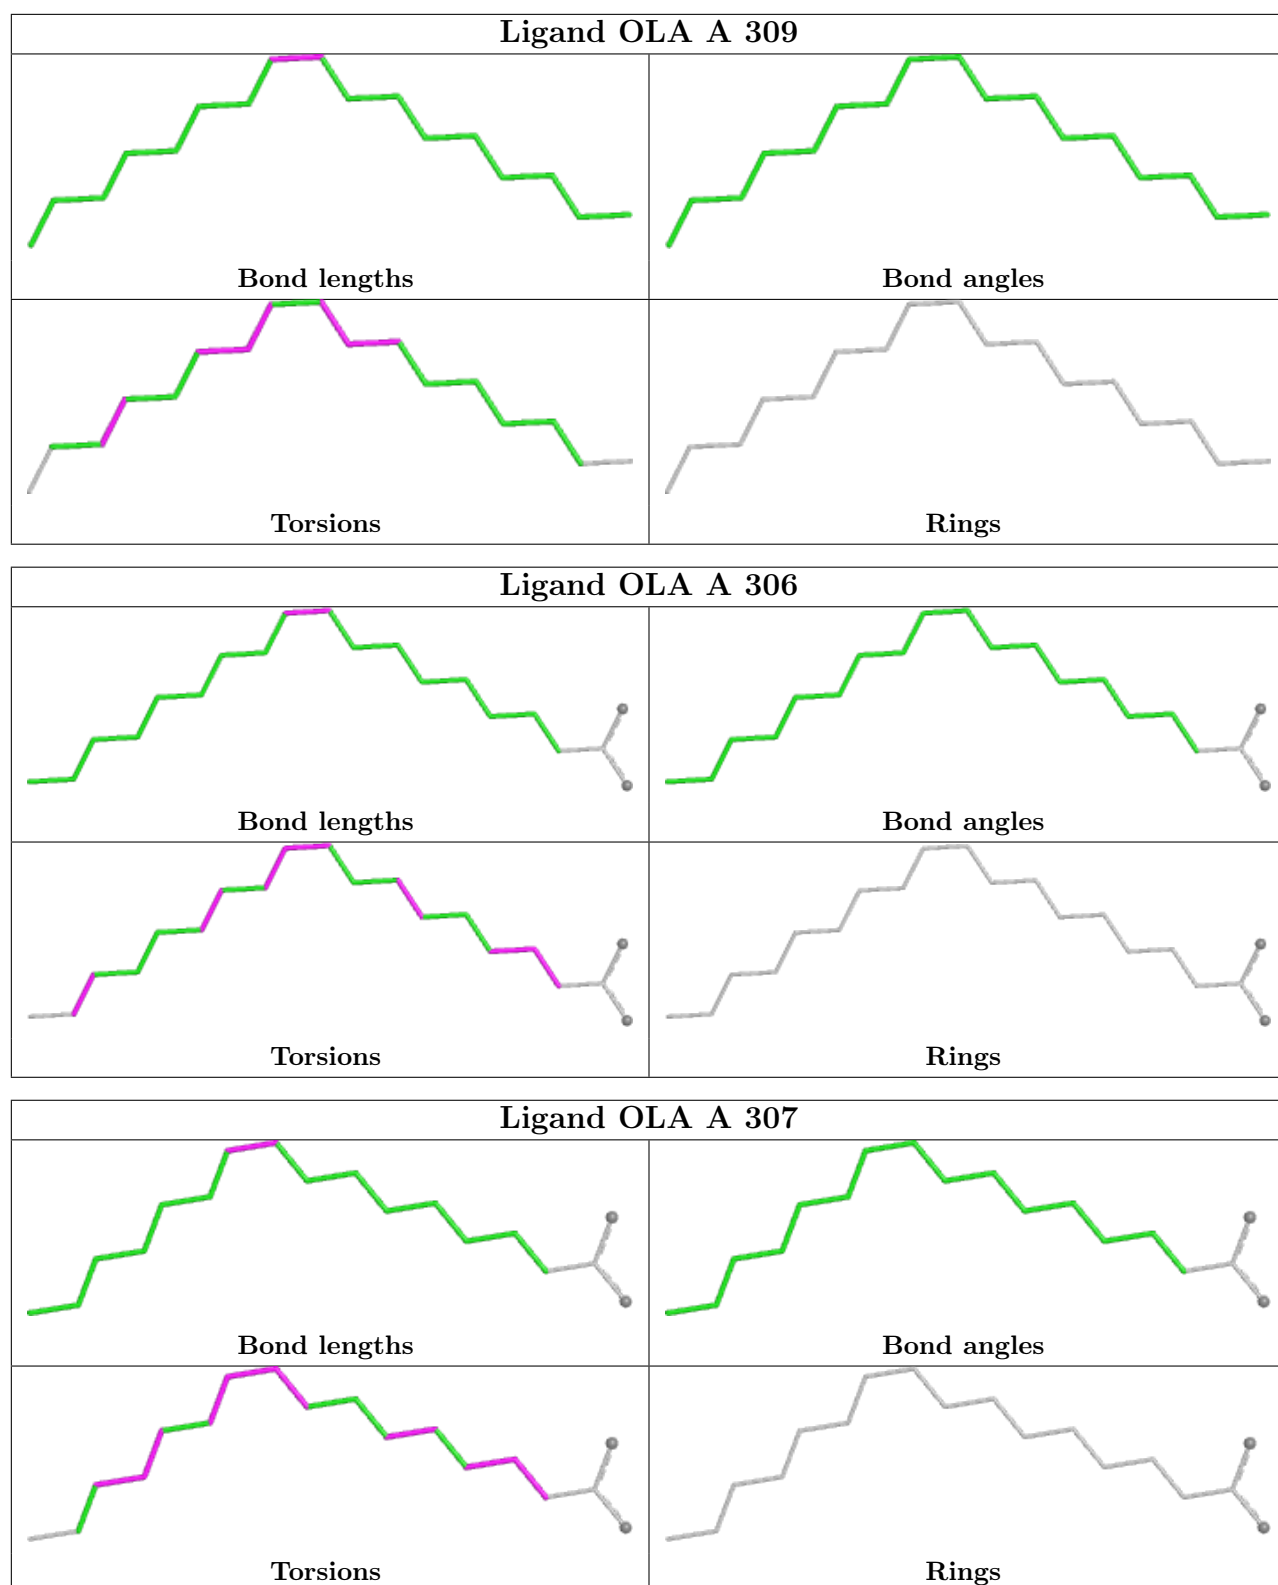 Ligand OLA A 309
Bond lengths
Bond angles
Torsions
Rings
Ligand OLA A 306
Bond lengths
Bond angles
Torsions
Rings
Ligand OLA A 307
Bond lengths
Bond angles
Torsions
Rings